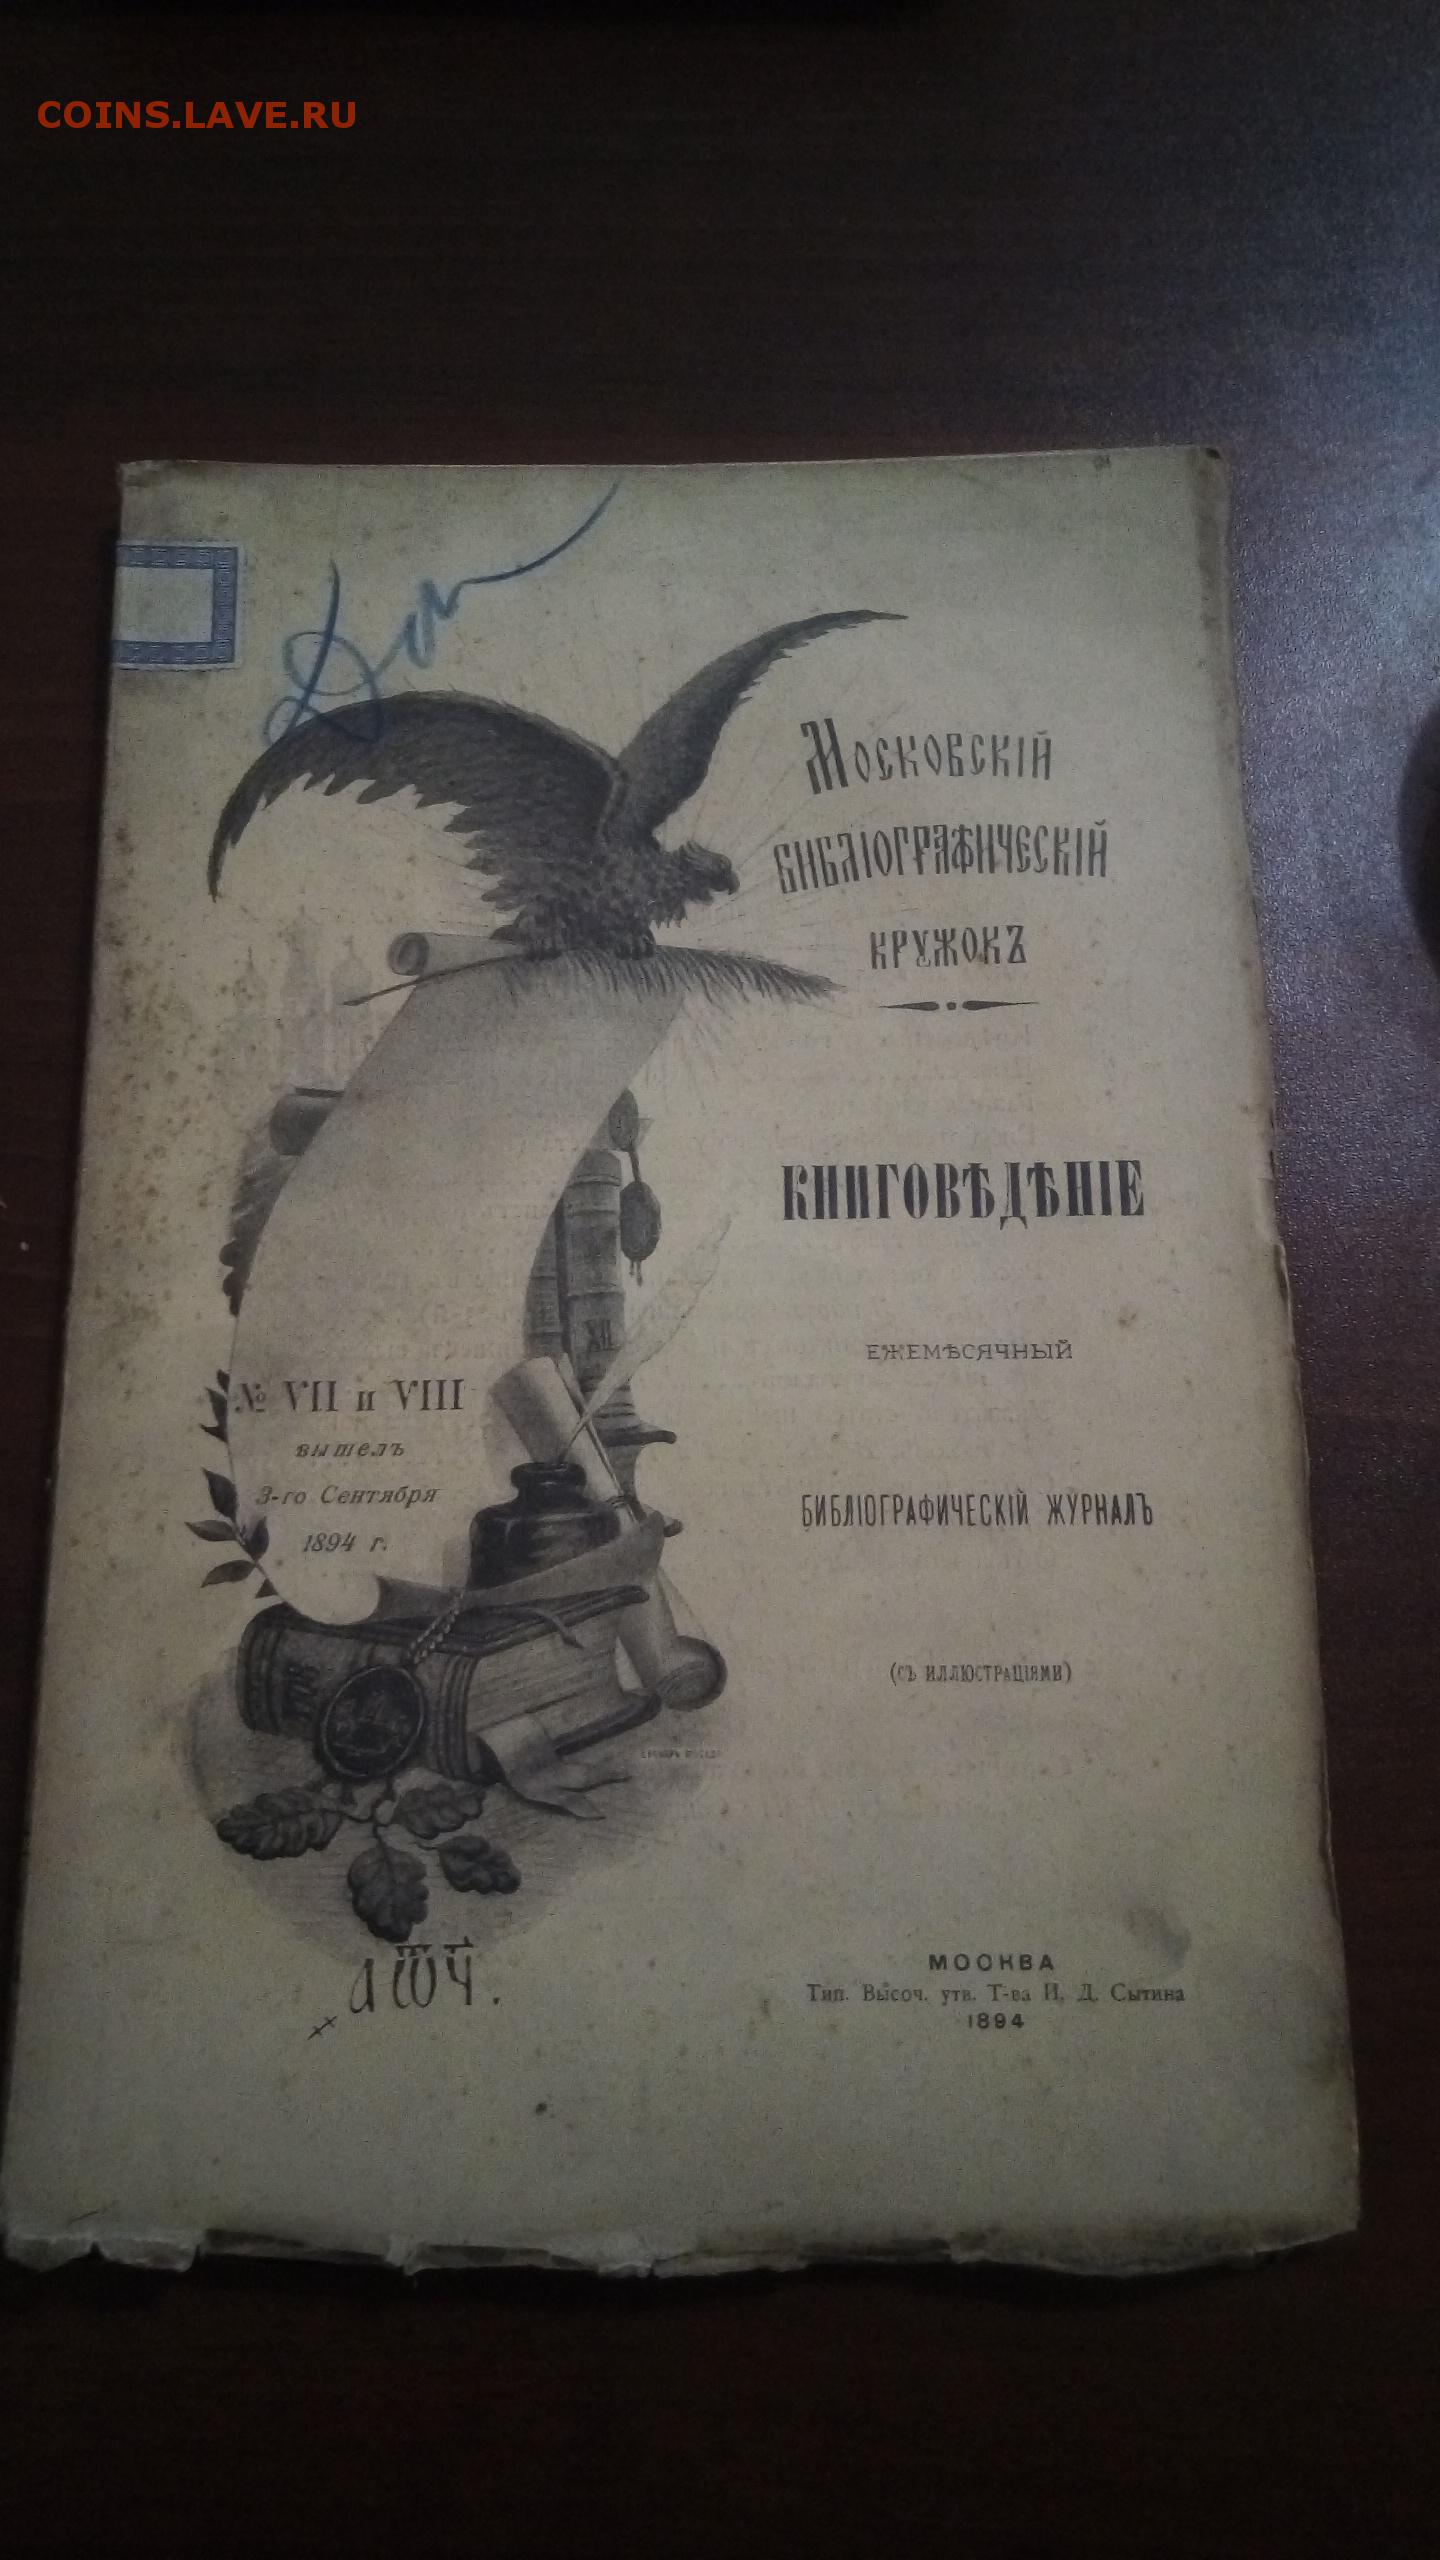 COINS.LAVE.RU
Московскій
библіографическій
кружокъ
КНИГОВѢДѢНІЕ
ЕЖЕМѢСЯЧНЫЙ
БИБЛІОГРАФИЧЕСКІЙ ЖУРНАЛЪ
(съ иллюстраціями)
№ VII и VIII
вышелъ
3-го Сентября
1894 г.
XII
МОСКВА
Тип. Высоч. утв. Т-ва И. Д. Сытина
1894